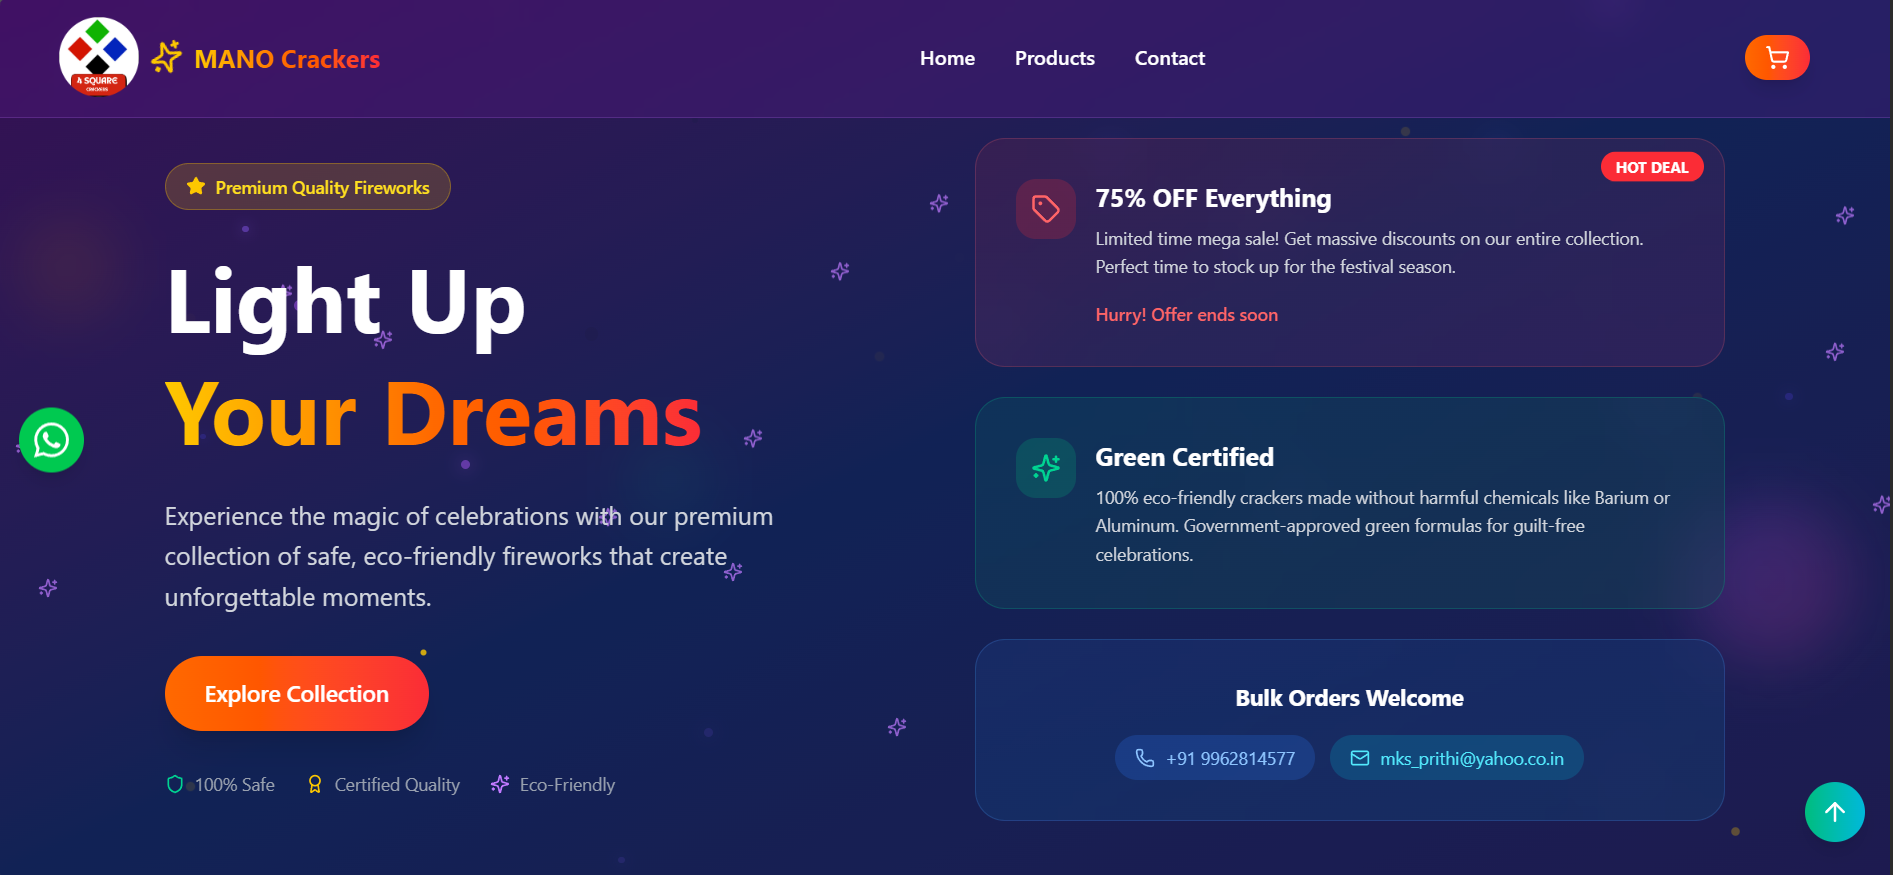 A SQUARE
CRACKERS
MANO Crackers
Home
Products
Contact
Premium Quality Fireworks
Light Up
Your Dreams
Experience the magic of celebrations with our premium
collection of safe, eco-friendly fireworks that create
unforgettable moments.
Explore Collection
100% Safe
Certified Quality
Eco-Friendly
HOT DEAL
75% OFF Everything
Limited time mega sale! Get massive discounts on our entire collection.
Perfect time to stock up for the festival season.
Hurry! Offer ends soon
Green Certified
100% eco-friendly crackers made without harmful chemicals like Barium or
Aluminum. Government-approved green formulas for guilt-free
celebrations.
Bulk Orders Welcome
+91 9962814577
mks_prithi@yahoo.co.in